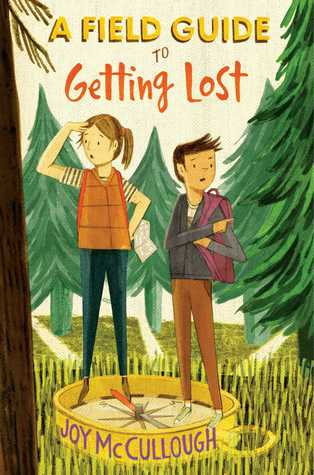 A FIELD GUIDE
TO
Getting Lost
JOY McCULLOUGH